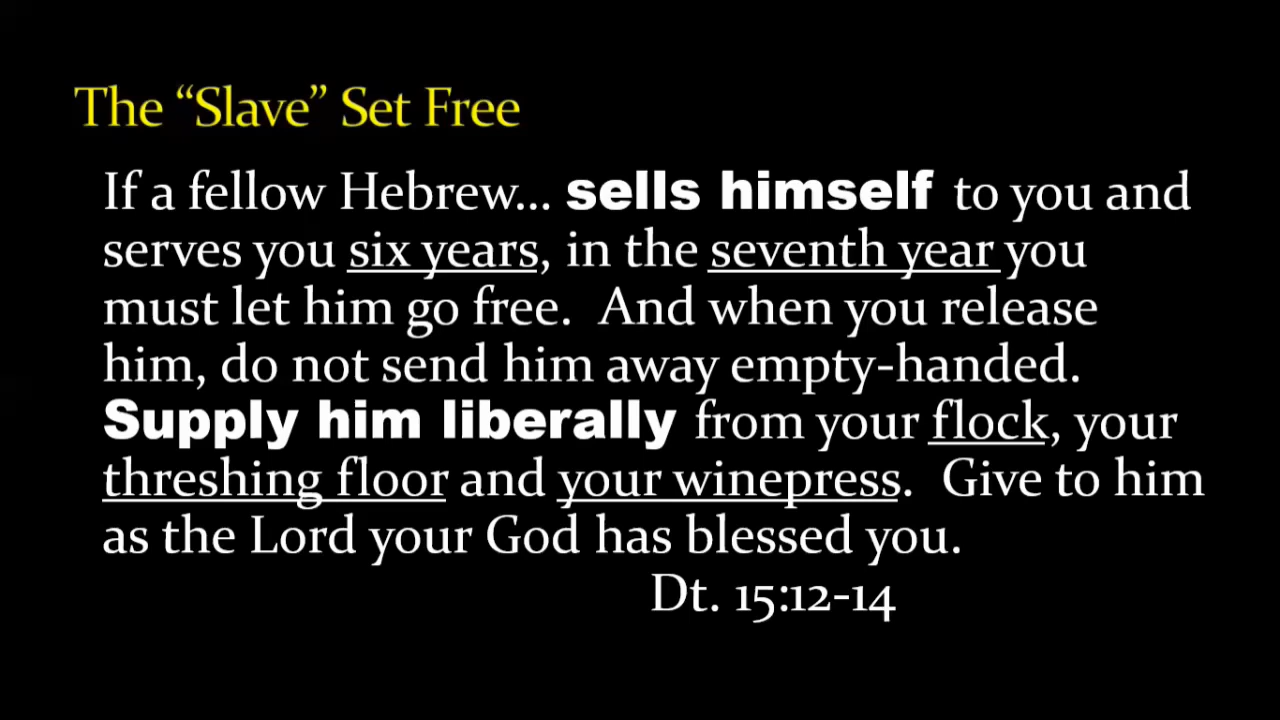 The “Slave” Set Free
If a fellow Hebrew... sells himself to you and
serves you six years, in the seventh year you
must let him go free. And when you release
him, do not send him away empty-handed.
Supply him liberally from your flock, your
threshing floor and your winepress. Give to him
as the Lord your God has blessed you.
Dt. 15:12-14